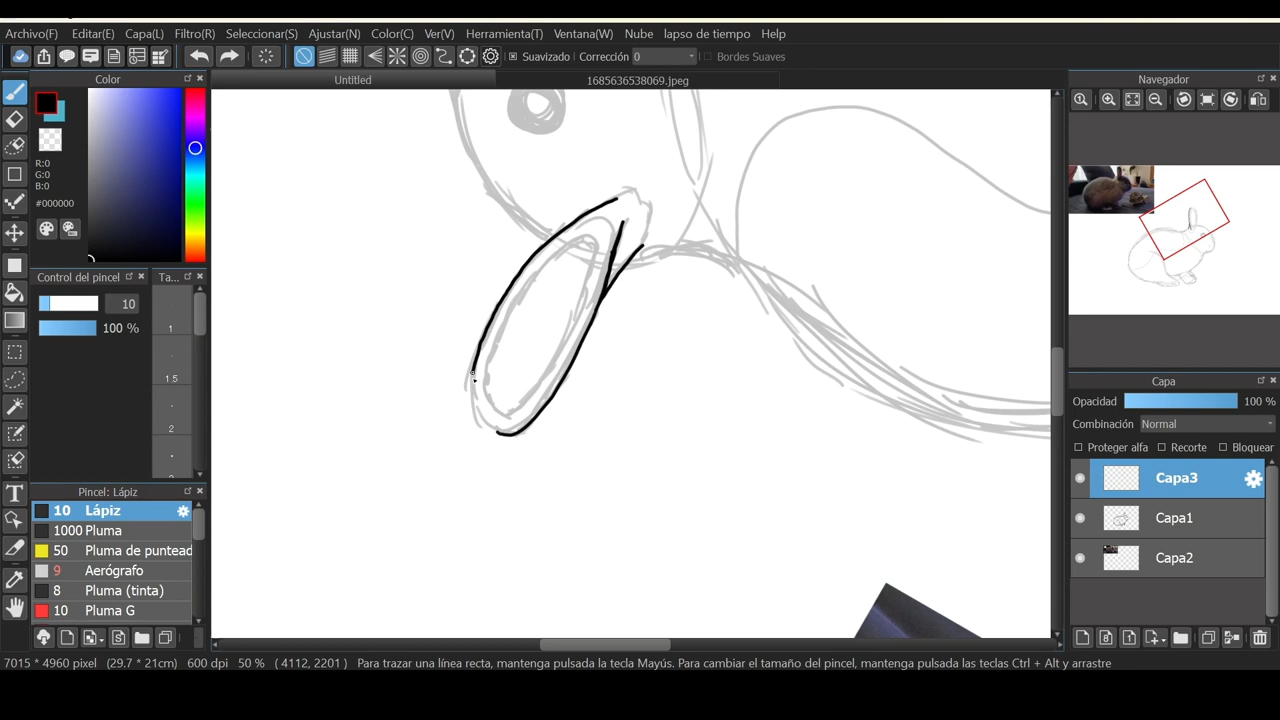 Archivo(F) Editar(E) Capa(L) Filtro(R) Seleccionar(S) Ajustar(N) Color(C) Ver(V) Herramienta(T) Ventana(W) Nube lapso de tiempo Help
Suavizado Corrección 0 Bordes Suaves
Color
Untitled
1685636538069.jpeg
Navegador
R:0
G:0
B:0
#000000
Control del pincel
Ta...
10
100 %
1
1.5
2
Pincel: Lápiz
10 Lápiz
1000 Pluma
50 Pluma de puntead
9 Aerógrafo
8 Pluma (tinta)
10 Pluma G
Capa
Opacidad 100 %
Combinación Normal
Proteger alfa Recorte Bloquear
Capa3
Capa1
Capa2
7015 * 4960 pixel (29.7 * 21cm) 600 dpi 50 % ( 4112, 2201 ) Para trazar una línea recta, mantenga pulsada la tecla Mayús. Para cambiar el tamaño del pincel, mantenga pulsada las teclas Ctrl + Alt y arrastre